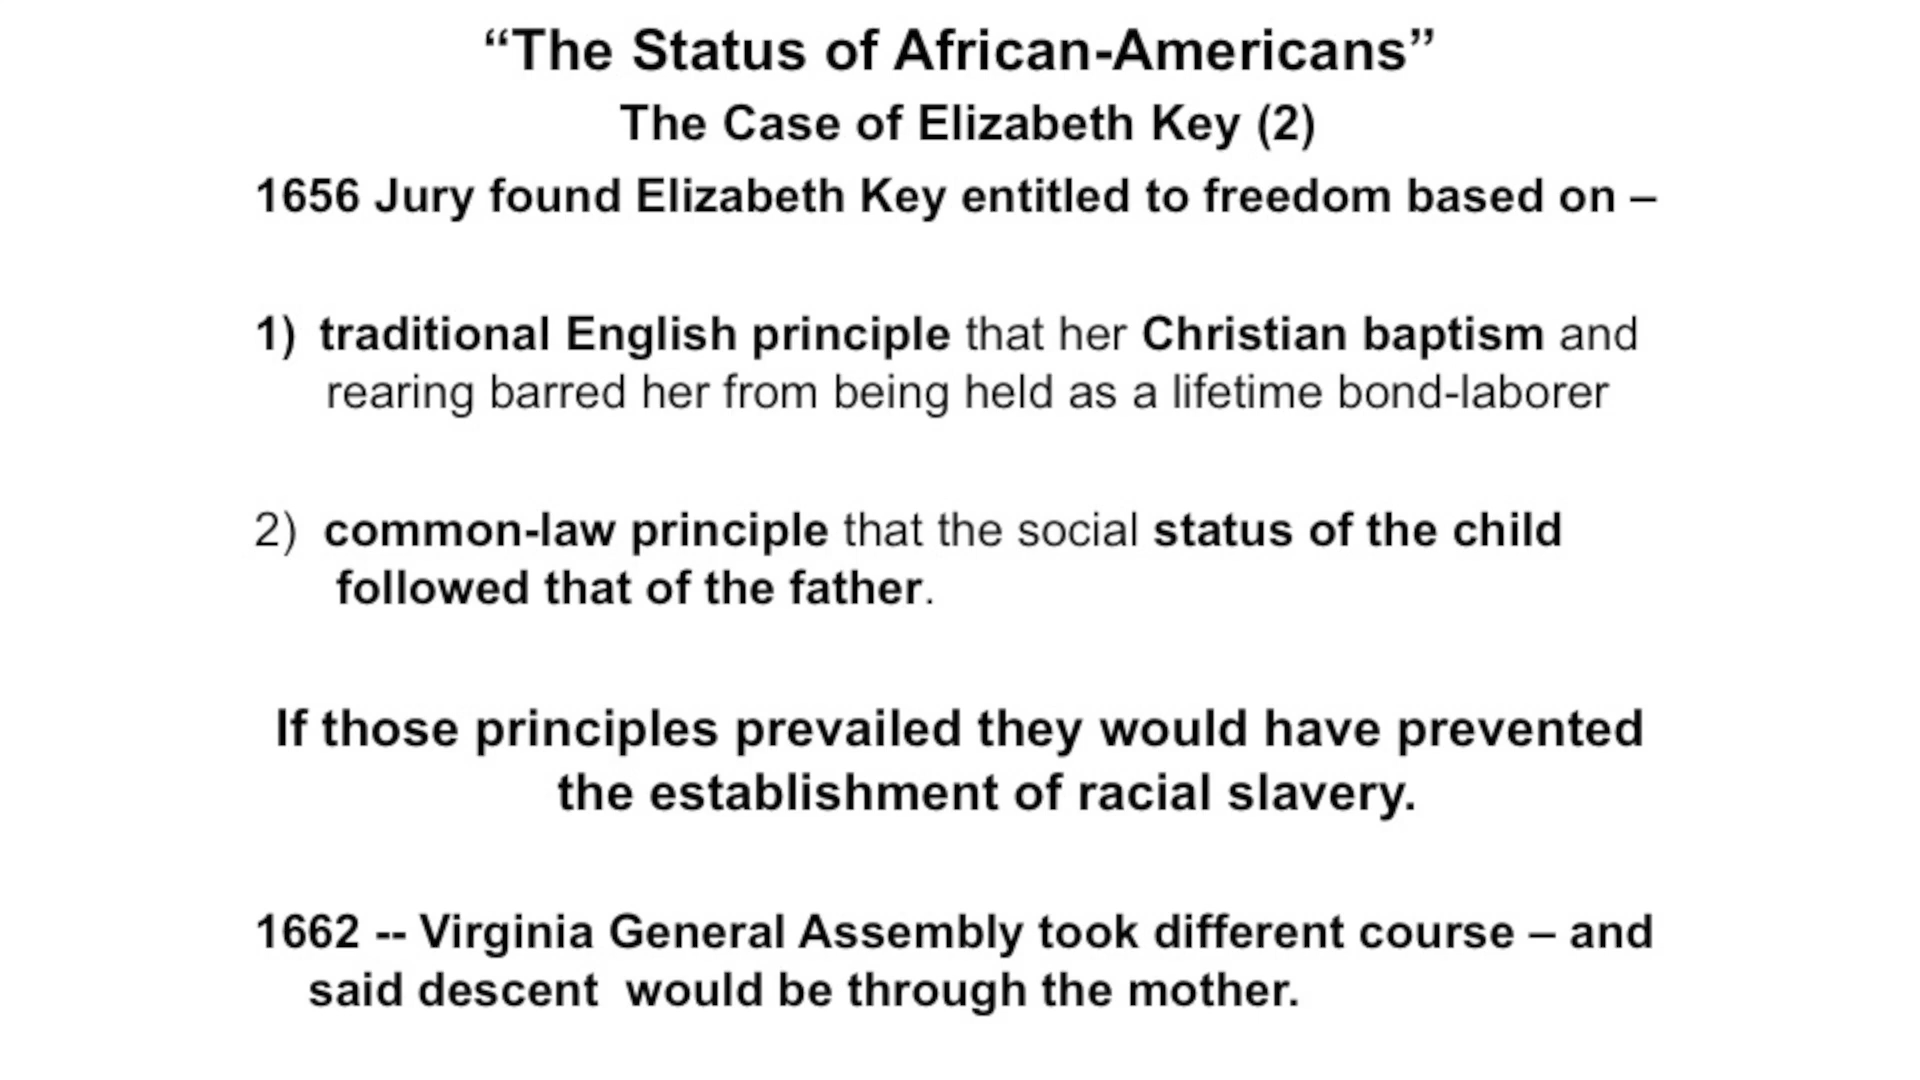 “The Status of African-Americans”
The Case of Elizabeth Key (2)
1656 Jury found Elizabeth Key entitled to freedom based on –
1) traditional English principle that her Christian baptism and
rearing barred her from being held as a lifetime bond-laborer
2) common-law principle that the social status of the child
followed that of the father.
If those principles prevailed they would have prevented
the establishment of racial slavery.
1662 -- Virginia General Assembly took different course – and
said descent  would be through the mother.